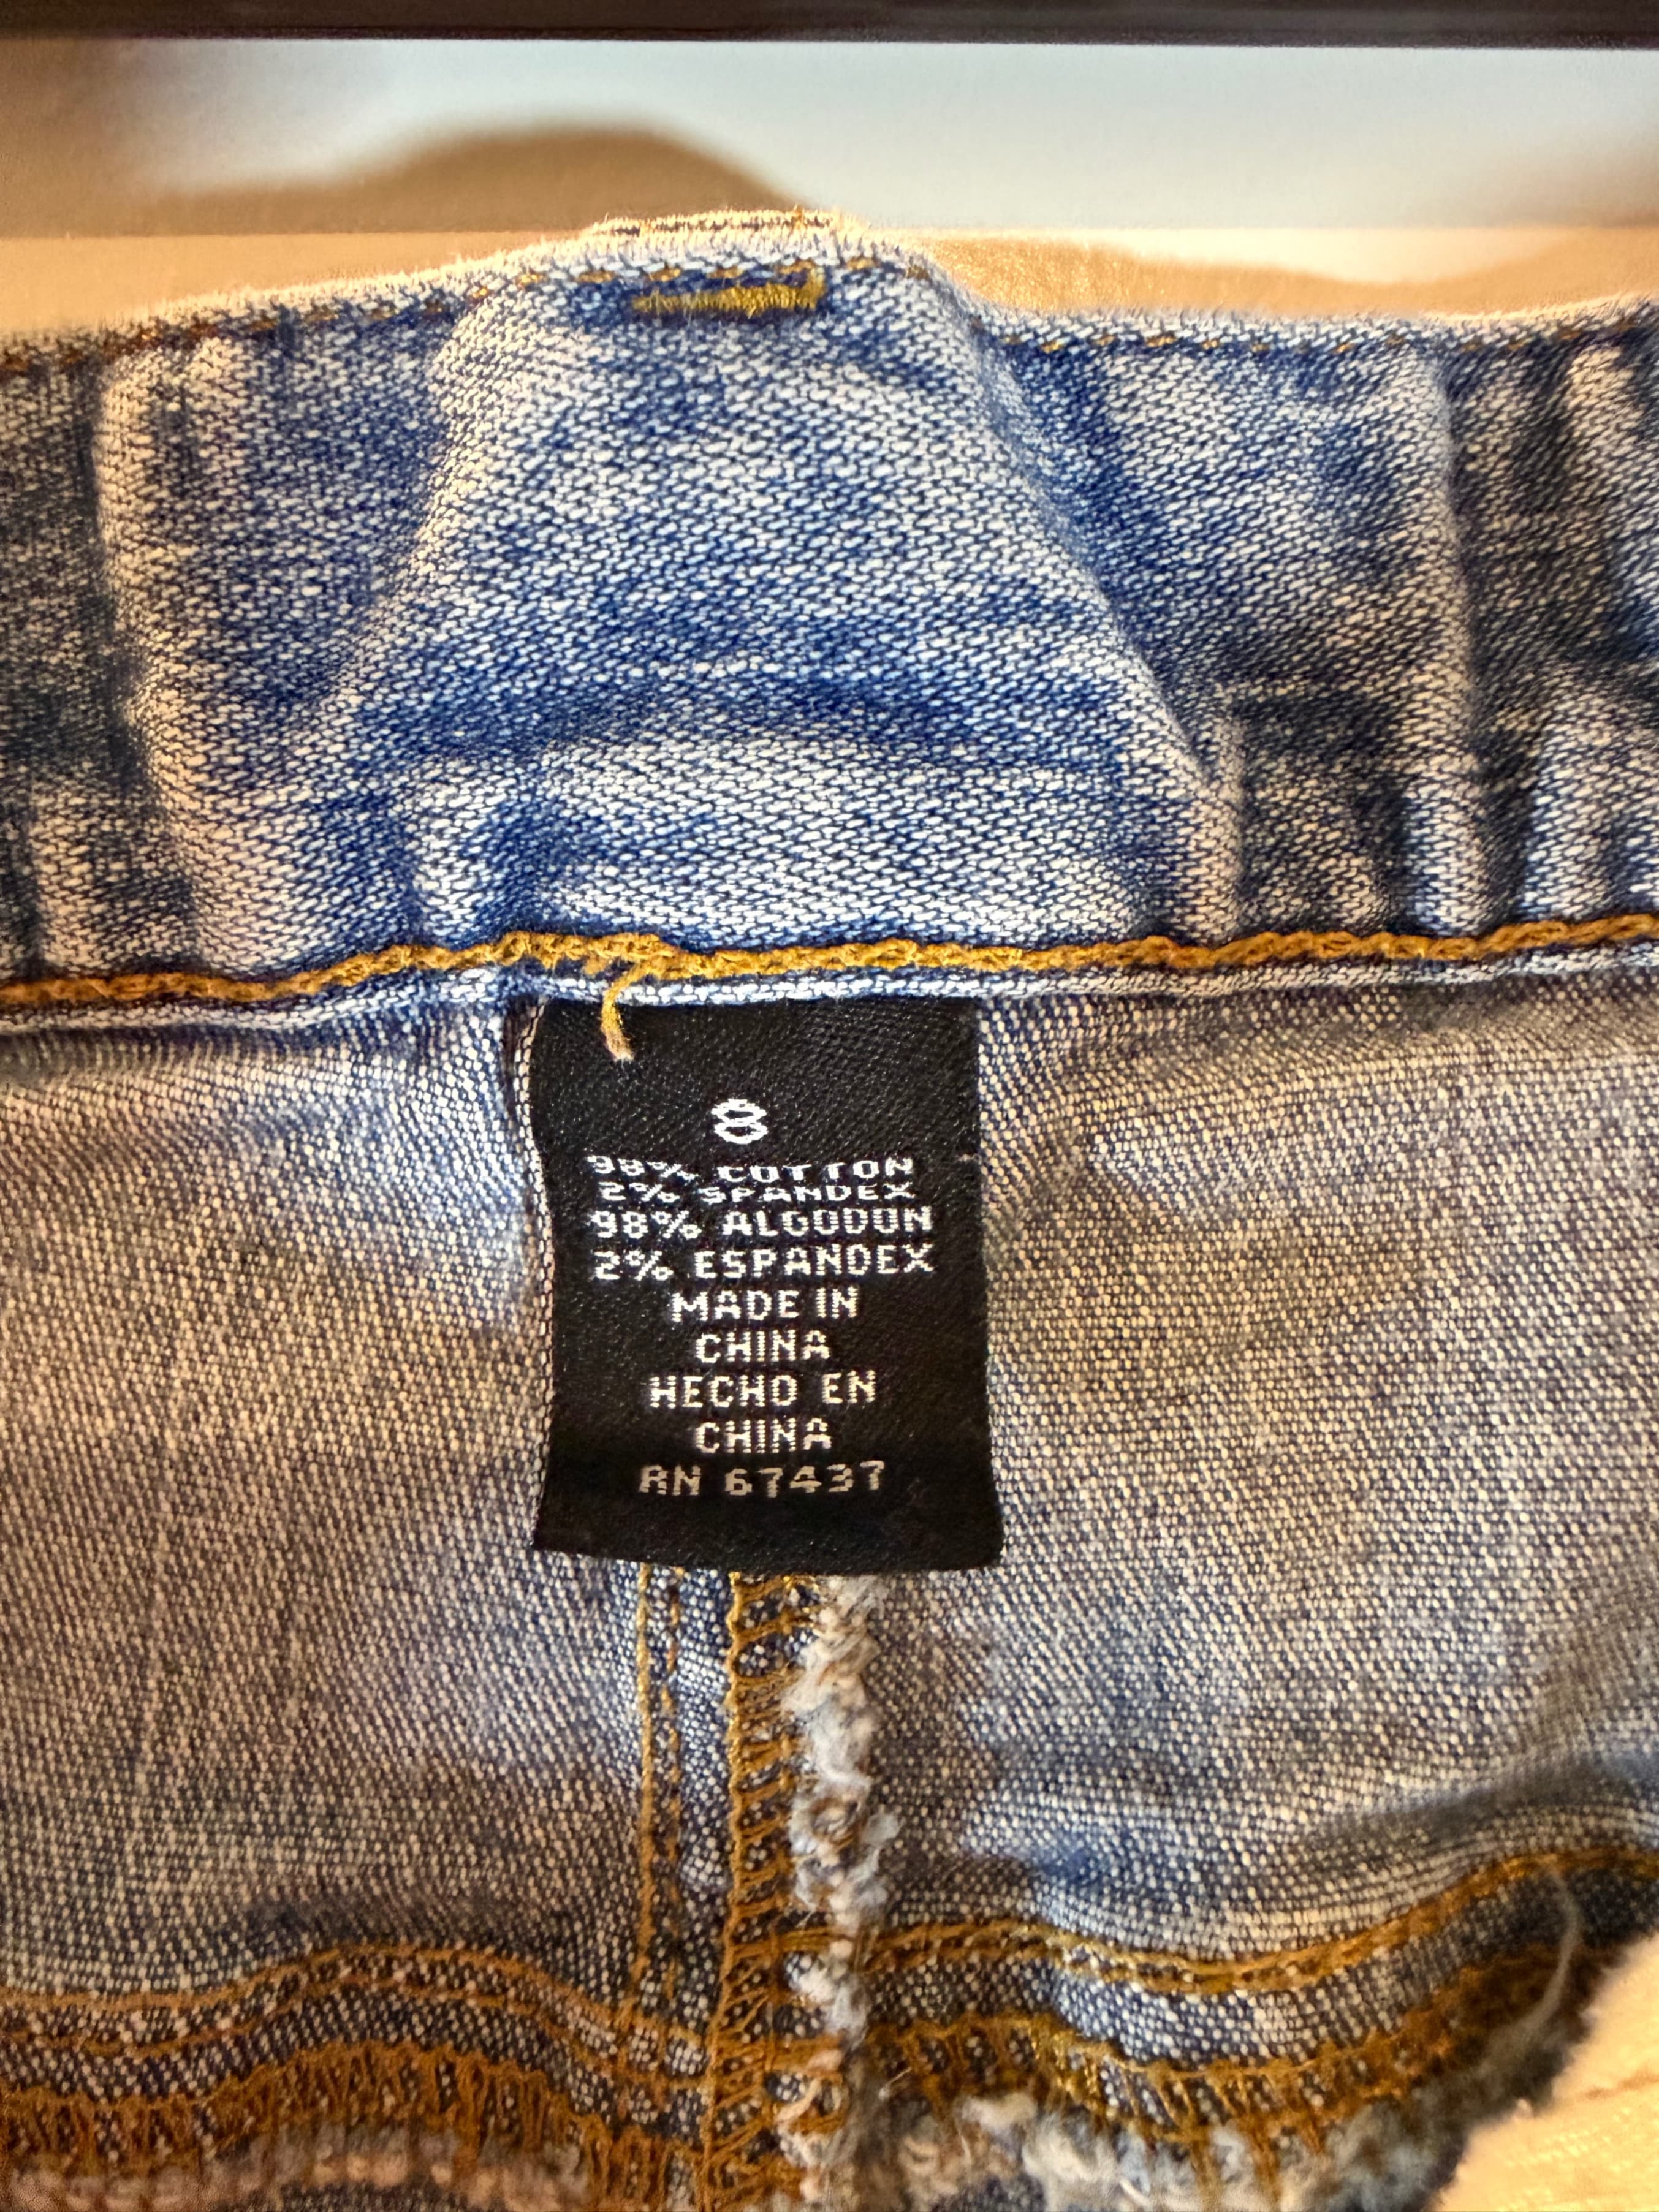 8
98% COTTON
2% SPANDEX
98% ALGODON
2% ESPANDEX
MADE IN
CHINA
HECHO EN
CHINA
RN 67437